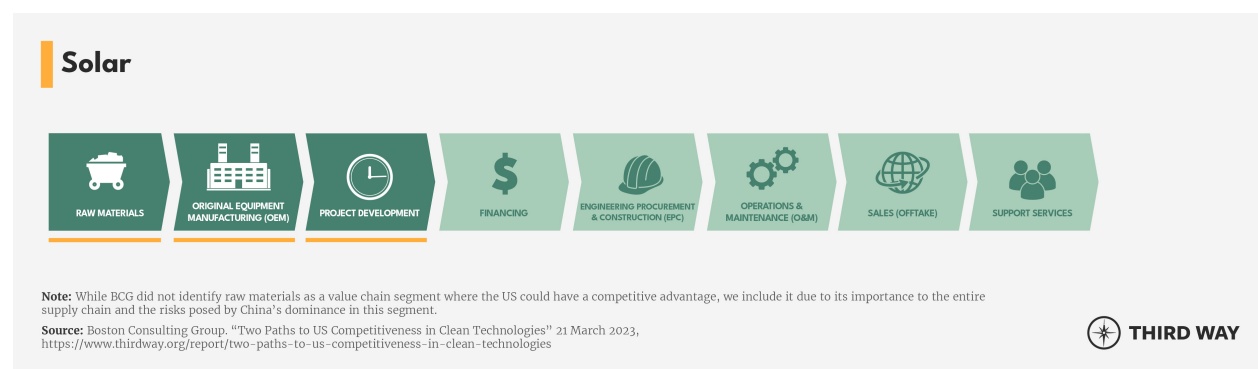 Solar
RAW MATERIALS
ORIGINAL EQUIPMENT
MANUFACTURING (OEM)
PROJECT DEVELOPMENT
$
FINANCING
ENGINEERING PROCUREMENT
& CONSTRUCTION (EPC)
OPERATIONS &
MAINTENANCE (O&M)
SALES (OFFTAKE)
SUPPORT SERVICES
Note: While BCG did not identify raw materials as a value chain segment where the US could have a competitive advantage, we include it due to its importance to the entire
supply chain and the risks posed by China’s dominance in this segment.
Source: Boston Consulting Group. “Two Paths to US Competitiveness in Clean Technologies” 21 March 2023,
https://www.thirdway.org/report/two-paths-to-us-competitiveness-in-clean-technologies
THIRD WAY